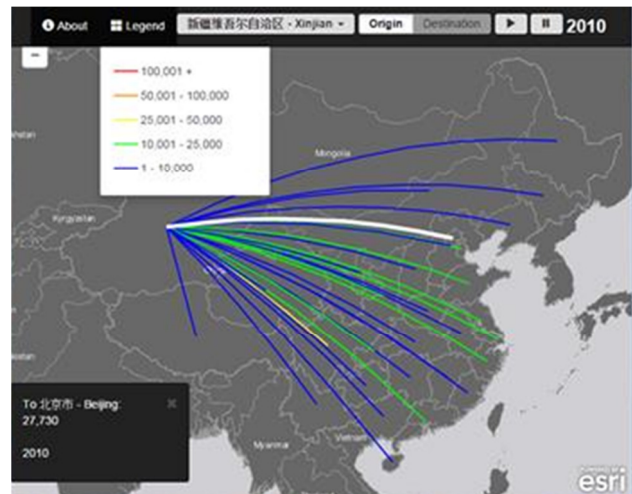 About
Legend
新疆维吾尔自治区 - Xinjian
Origin
Destination
2010
100,001 +
50,001 - 100,000
25,001 - 50,000
10,001 - 25,000
1 - 10,000
Mongolia
Kyrgyzstan
China
To 北京市 - Beijing:
27,730
2010
Myanmar
Vietnam
esri